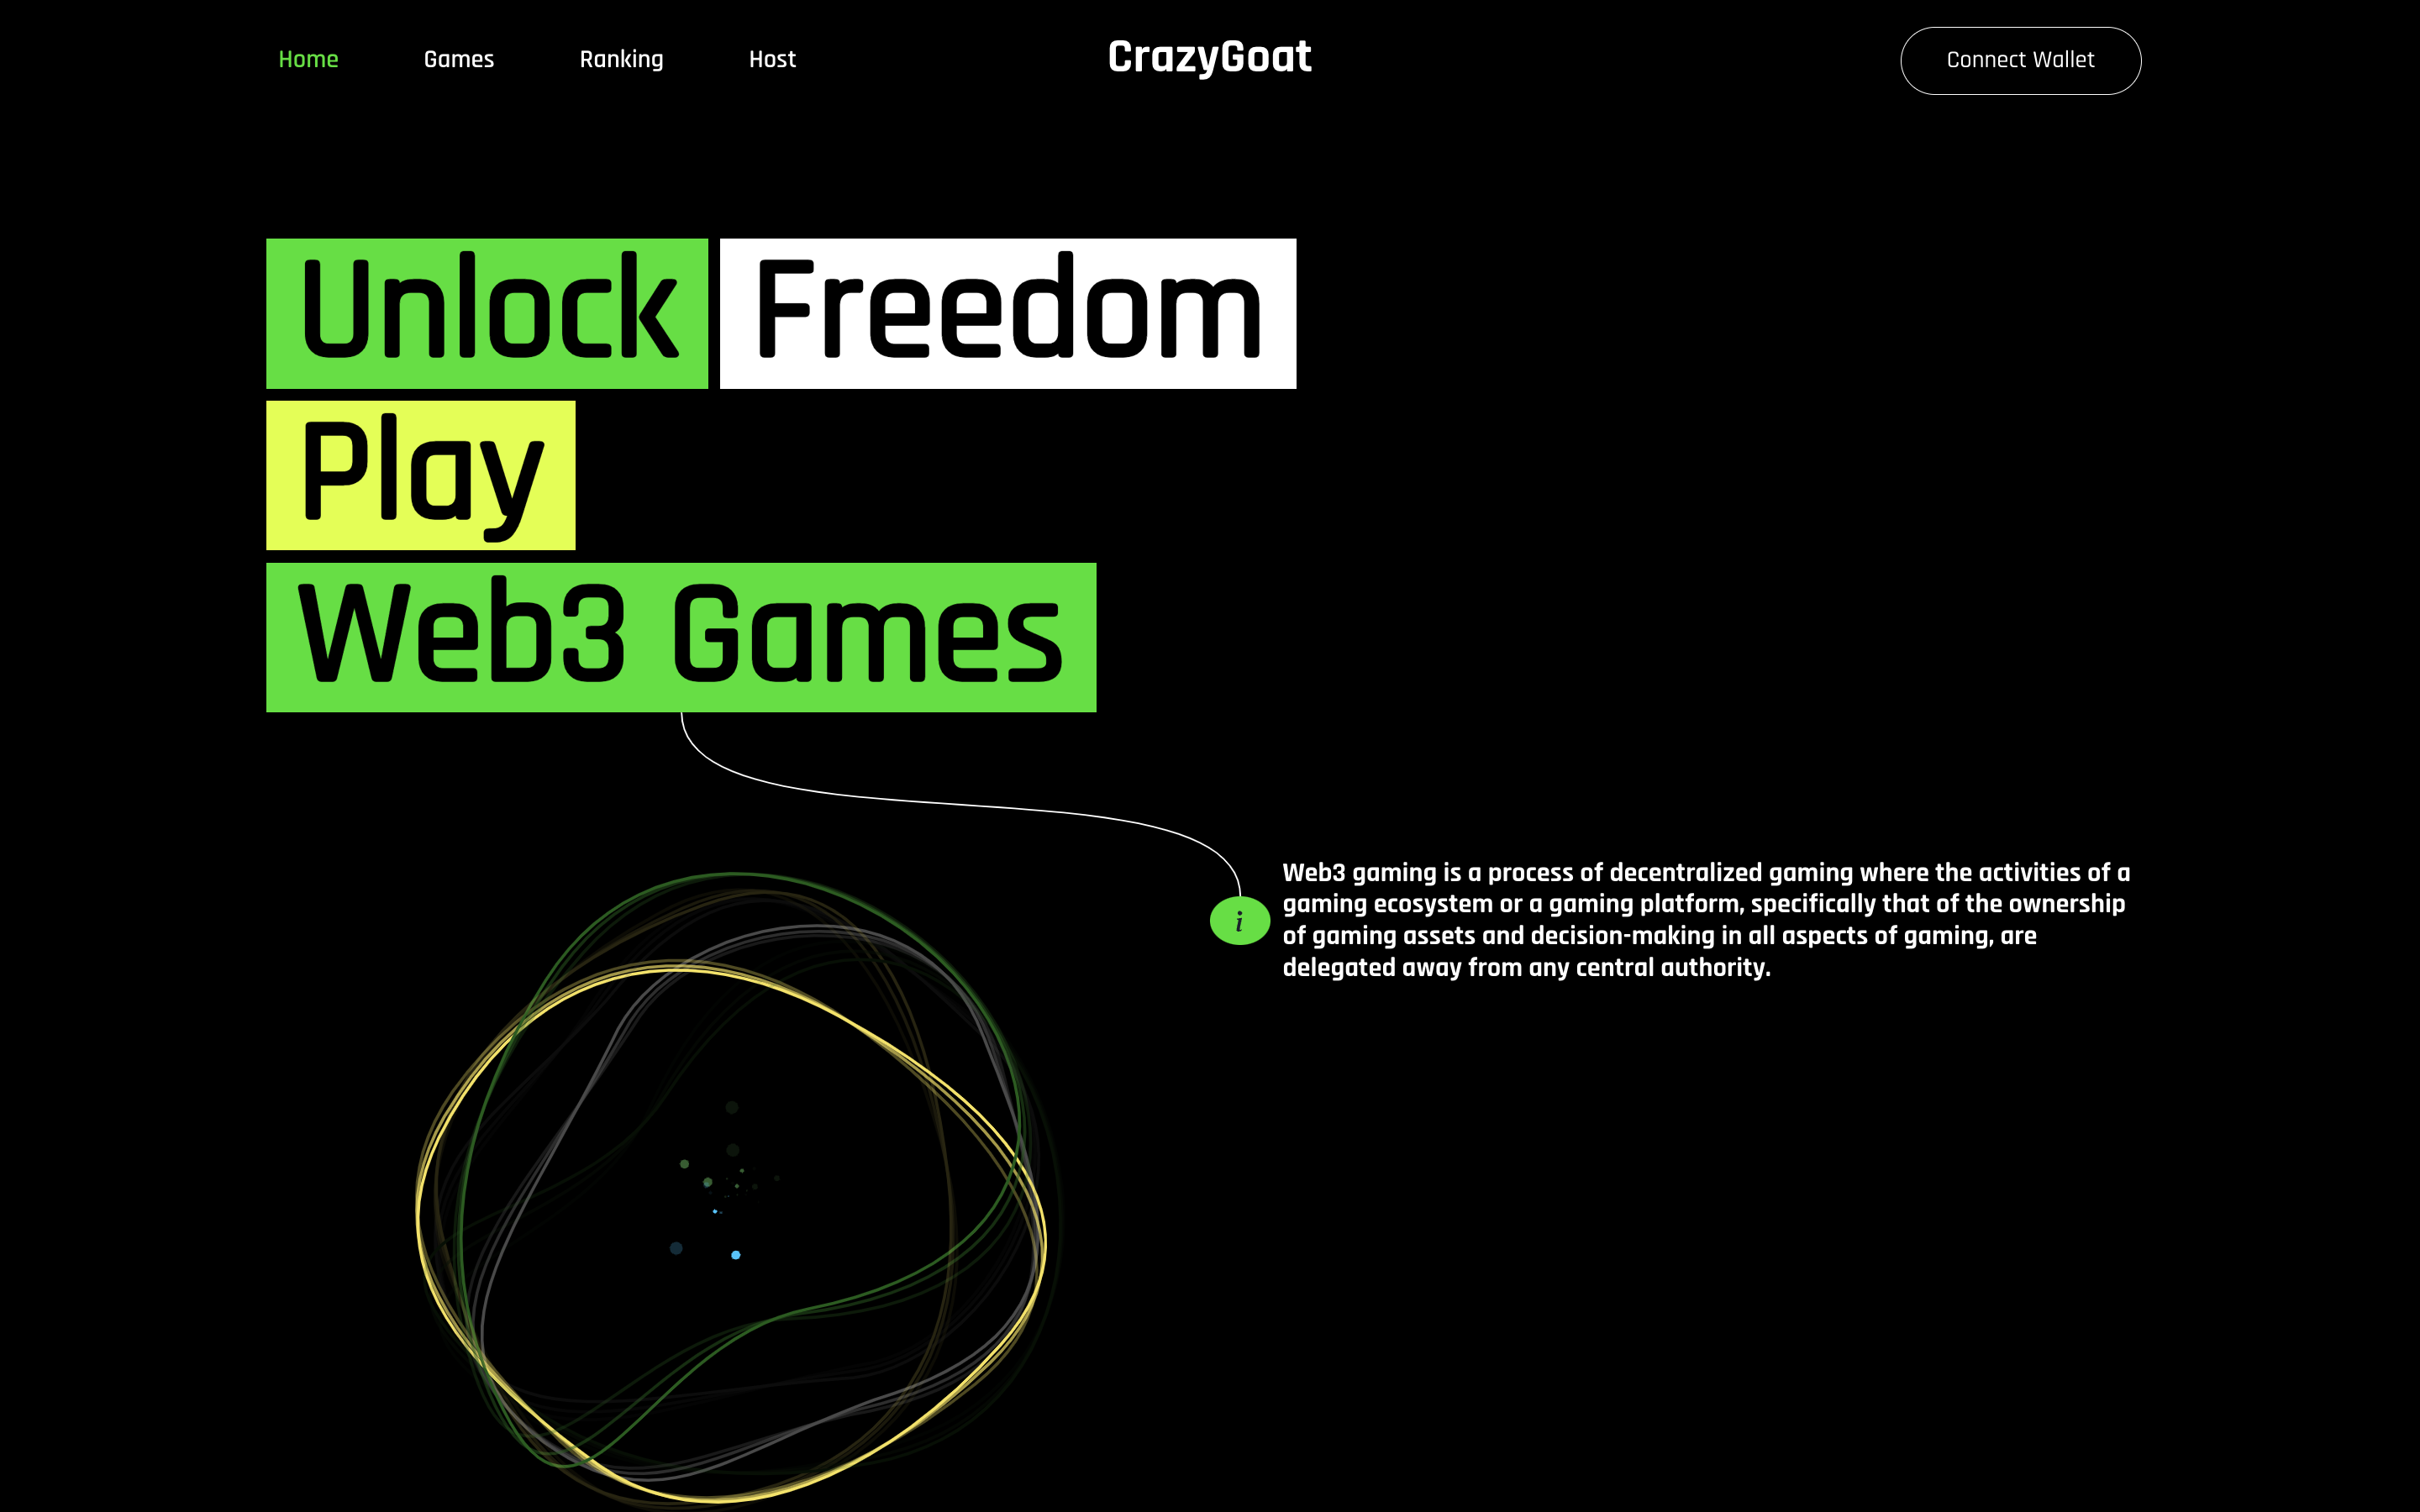 Home Games Ranking Host CrazyGoat Connect Wallet
Unlock Freedom
Play
Web3 Games
Web3 gaming is a process of decentralized gaming where the activities of a
gaming ecosystem or a gaming platform, specifically that of the ownership
i
of gaming assets and decision-making in all aspects of gaming, are
delegated away from any central authority.